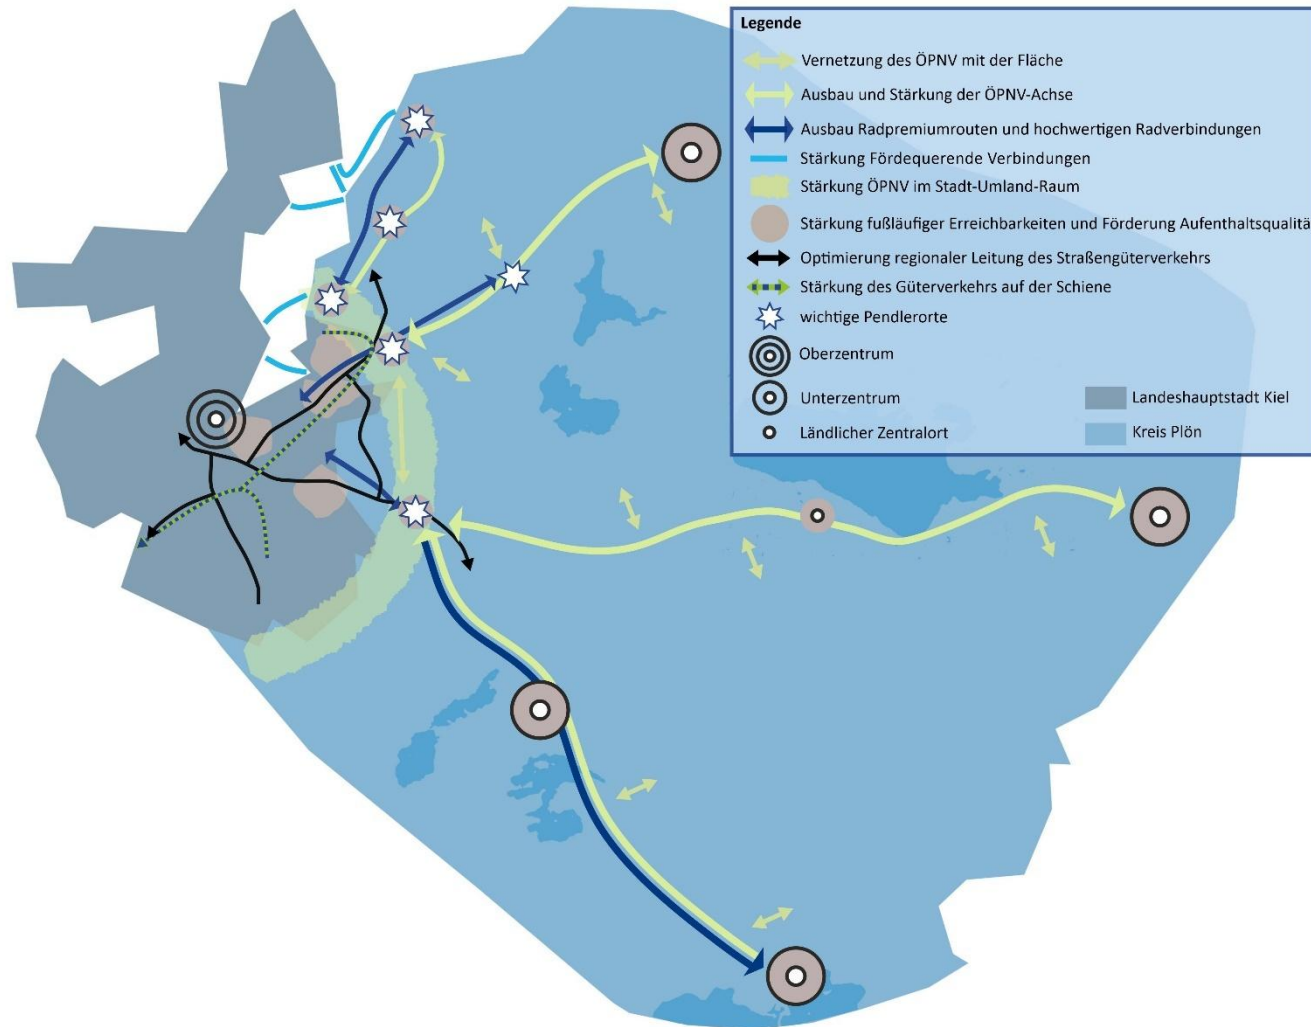 Legende
Vernetzung des ÖPNV mit der Fläche
Ausbau und Stärkung der ÖPNV-Achse
Ausbau Radpremiumrouten und hochwertigen Radverbindungen
Stärkung Fördequerende Verbindungen
Stärkung ÖPNV im Stadt-Umland-Raum
Stärkung fußläufiger Erreichbarkeiten und Förderung Aufenthaltsqualität
Optimierung regionaler Leitung des Straßengüterverkehrs
Stärkung des Güterverkehrs auf der Schiene
wichtige Pendlerorte
Oberzentrum
Unterzentrum
Landeshauptstadt Kiel
Ländlicher Zentralort
Kreis Plön